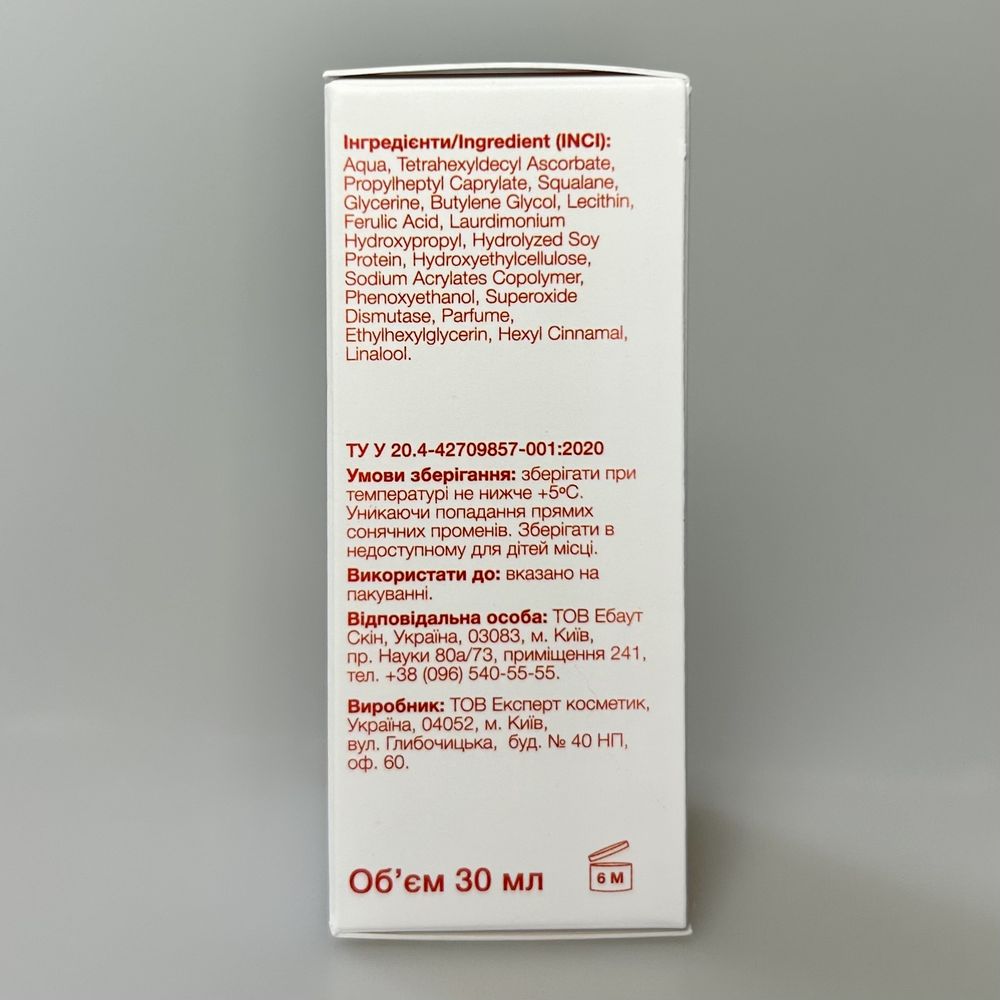 Інгредієнти/Ingredient (INCI):
Aqua, Tetrahexyldecyl Ascorbate,
Propylheptyl Caprylate, Squalane,
Glycerine, Butylene Glycol, Lecithin,
Ferulic Acid, Laurdimonium
Hydroxypropyl, Hydrolyzed Soy
Protein, Hydroxyethylcellulose,
Sodium Acrylates Copolymer,
Phenoxyethanol, Superoxide
Dismutase, Parfume,
Ethylhexylglycerin, Hexyl Cinnamal,
Linalool.
ТУ У 20.4-42709857-001:2020
Умови зберігання: зберігати при
температурі не нижче +5ºС.
Уникаючи попадання прямих
сонячних променів. Зберігати в
недоступному для дітей місці.
Використати до: вказано на
пакуванні.
Відповідальна особа: ТОВ Ебаут
Скін, Україна, 03083, м. Київ,
пр. Науки 80а/73, приміщення 241,
тел. +38 (096) 540-55-55.
Виробник: ТОВ Експерт косметик,
Україна, 04052, м. Київ,
вул. Глибочицька, буд. № 40 НП,
оф. 60.
Об’єм 30 мл
6 М